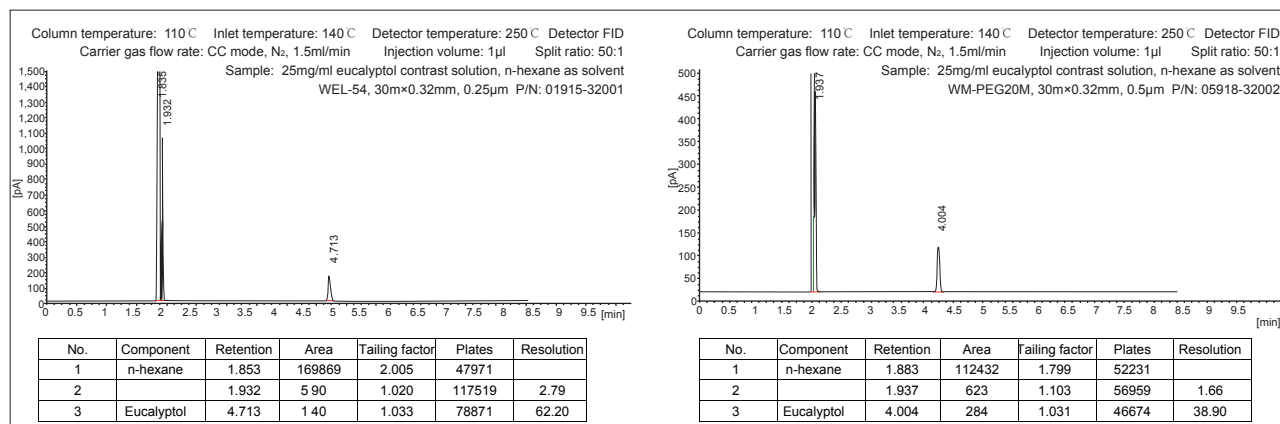 Column temperature: 110℃ Inlet temperature: 140℃ Detector temperature: 250℃ Detector FID
Carrier gas flow rate: CC mode, N₂, 1.5ml/min Injection volume: 1µl Split ratio: 50:1
Sample: 25mg/ml eucalyptol contrast solution, n-hexane as solvent
WEL-54, 30m×0.32mm, 0.25µm P/N: 01915-32001
1,500
1,400
1,300
1,200
1,100
1,000
900
800
700
600
500
400
300
200
100
0
[pA]
1.835
1.932
4.713
0 0.5 1 1.5 2 2.5 3 3.5 4 4.5 5 5.5 6 6.5 7 7.5 8 8.5 9 9.5 [min]
No. Component Retention Area Tailing factor Plates Resolution
1 n-hexane 1.853 169869 2.005 47971
2 1.932 5 90 1.020 117519 2.79
3 Eucalyptol 4.713 1 40 1.033 78871 62.20
Column temperature: 110℃ Inlet temperature: 140℃ Detector temperature: 250℃ Detector FID
Carrier gas flow rate: CC mode, N₂, 1.5ml/min Injection volume: 1µl Split ratio: 50:1
Sample: 25mg/ml eucalyptol contrast solution, n-hexane as solvent
WM-PEG20M, 30m×0.32mm, 0.5µm P/N: 05918-32002
500
450
400
350
300
250
200
150
100
50
0
[pA]
1.937
4.004
0 0.5 1 1.5 2 2.5 3 3.5 4 4.5 5 5.5 6 6.5 7 7.5 8 8.5 9 9.5
[min]
No. Component Retention Area Tailing factor Plates Resolution
1 n-hexane 1.883 112432 1.799 52231
2 1.937 623 1.103 56959 1.66
3 Eucalyptol 4.004 284 1.031 46674 38.90